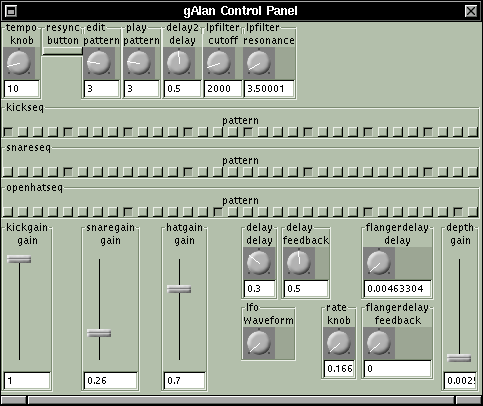 gAlan Control Panel
tempo resync edit play delay2 lpfilter lpfilter
knob button pattern pattern delay cutoff resonance
10 3 3 0.5 2000 3.50001
kickseq
pattern
snareseq
pattern
openhatseq
pattern
kickgain snaregain hatgain delay delay flangerdelay depth
gain gain gain delay feedback delay gain
0.3 0.5 0.00463304
lfo rate flangerdelay
Waveform knob feedback
1 0.26 0.7 0.166 0 0.0025